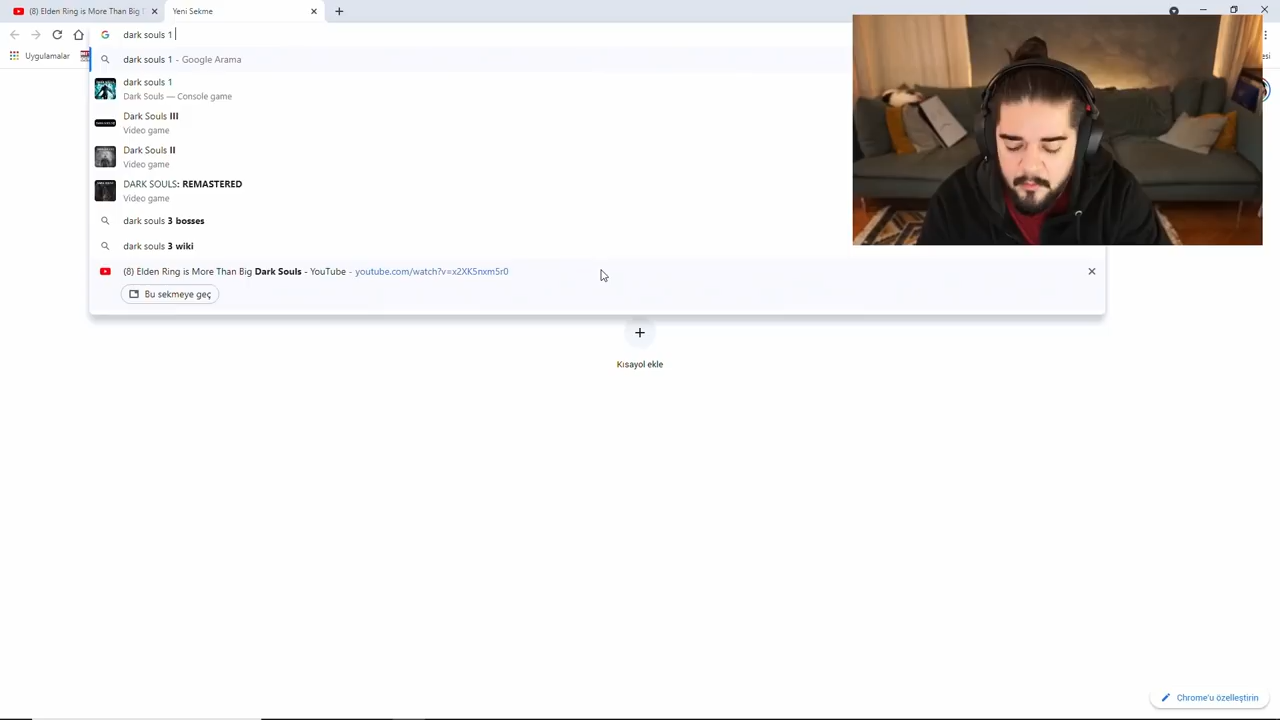 (8) Elden Ring is More Than Big
Yeni Sekme
dark souls 1
Uygulamalar
dark souls 1 - Google Arama
dark souls 1
Dark Souls — Console game
Dark Souls III
Video game
Dark Souls II
Video game
DARK SOULS: REMASTERED
Video game
dark souls 3 bosses
dark souls 3 wiki
(8) Elden Ring is More Than Big Dark Souls - YouTube - youtube.com/watch?v=x2XK5nxm5r0
Bu sekmeye geç
Kısayol ekle
Chrome'u özelleştirin